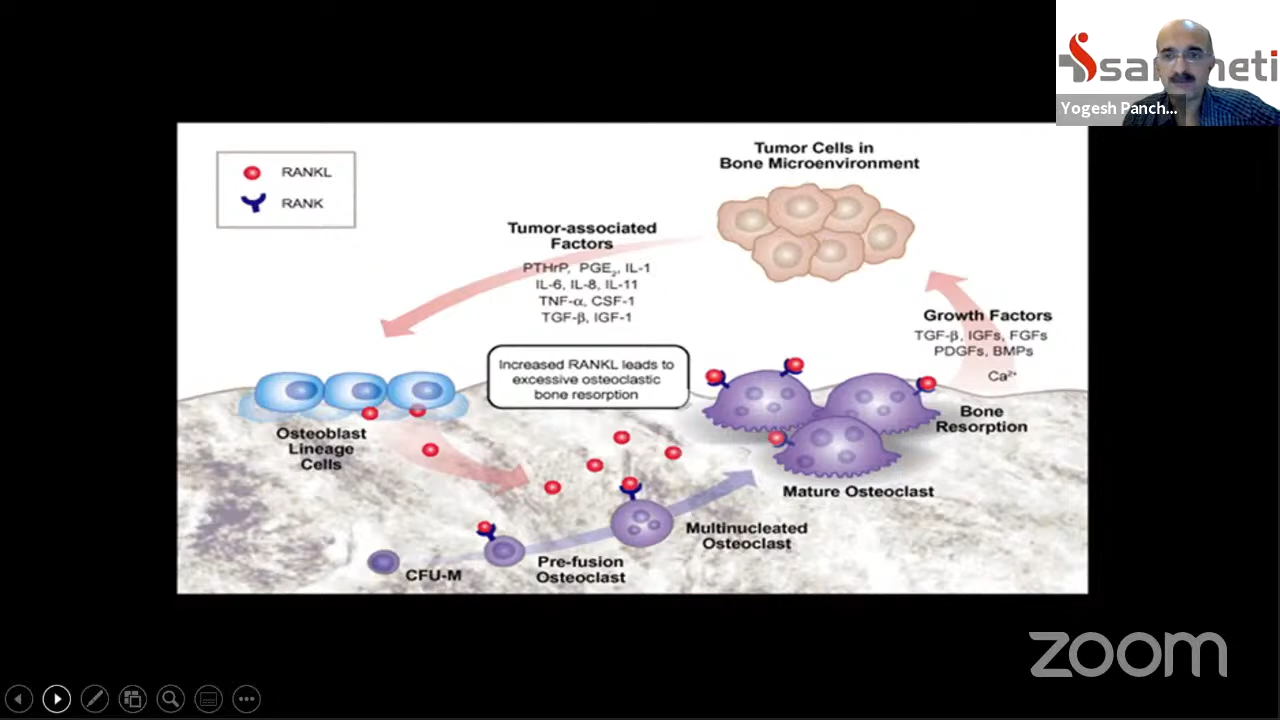 RANKL
RANK
Tumor Cells in
Bone Microenvironment
Tumor-associated
Factors
PTHrP, PGE₂, IL-1
IL-6, IL-8, IL-11
TNF-α, CSF-1
TGF-β, IGF-1
Growth Factors
TGF-β, IGFs, FGFs
PDGFs, BMPs
Ca²⁺
Increased RANKL leads to
excessive osteoclastic
bone resorption
Osteoblast
Lineage
Cells
Bone
Resorption
Mature Osteoclast
Multinucleated
Osteoclast
Pre-fusion
Osteoclast
CFU-M
Yogesh Panch...
zoom